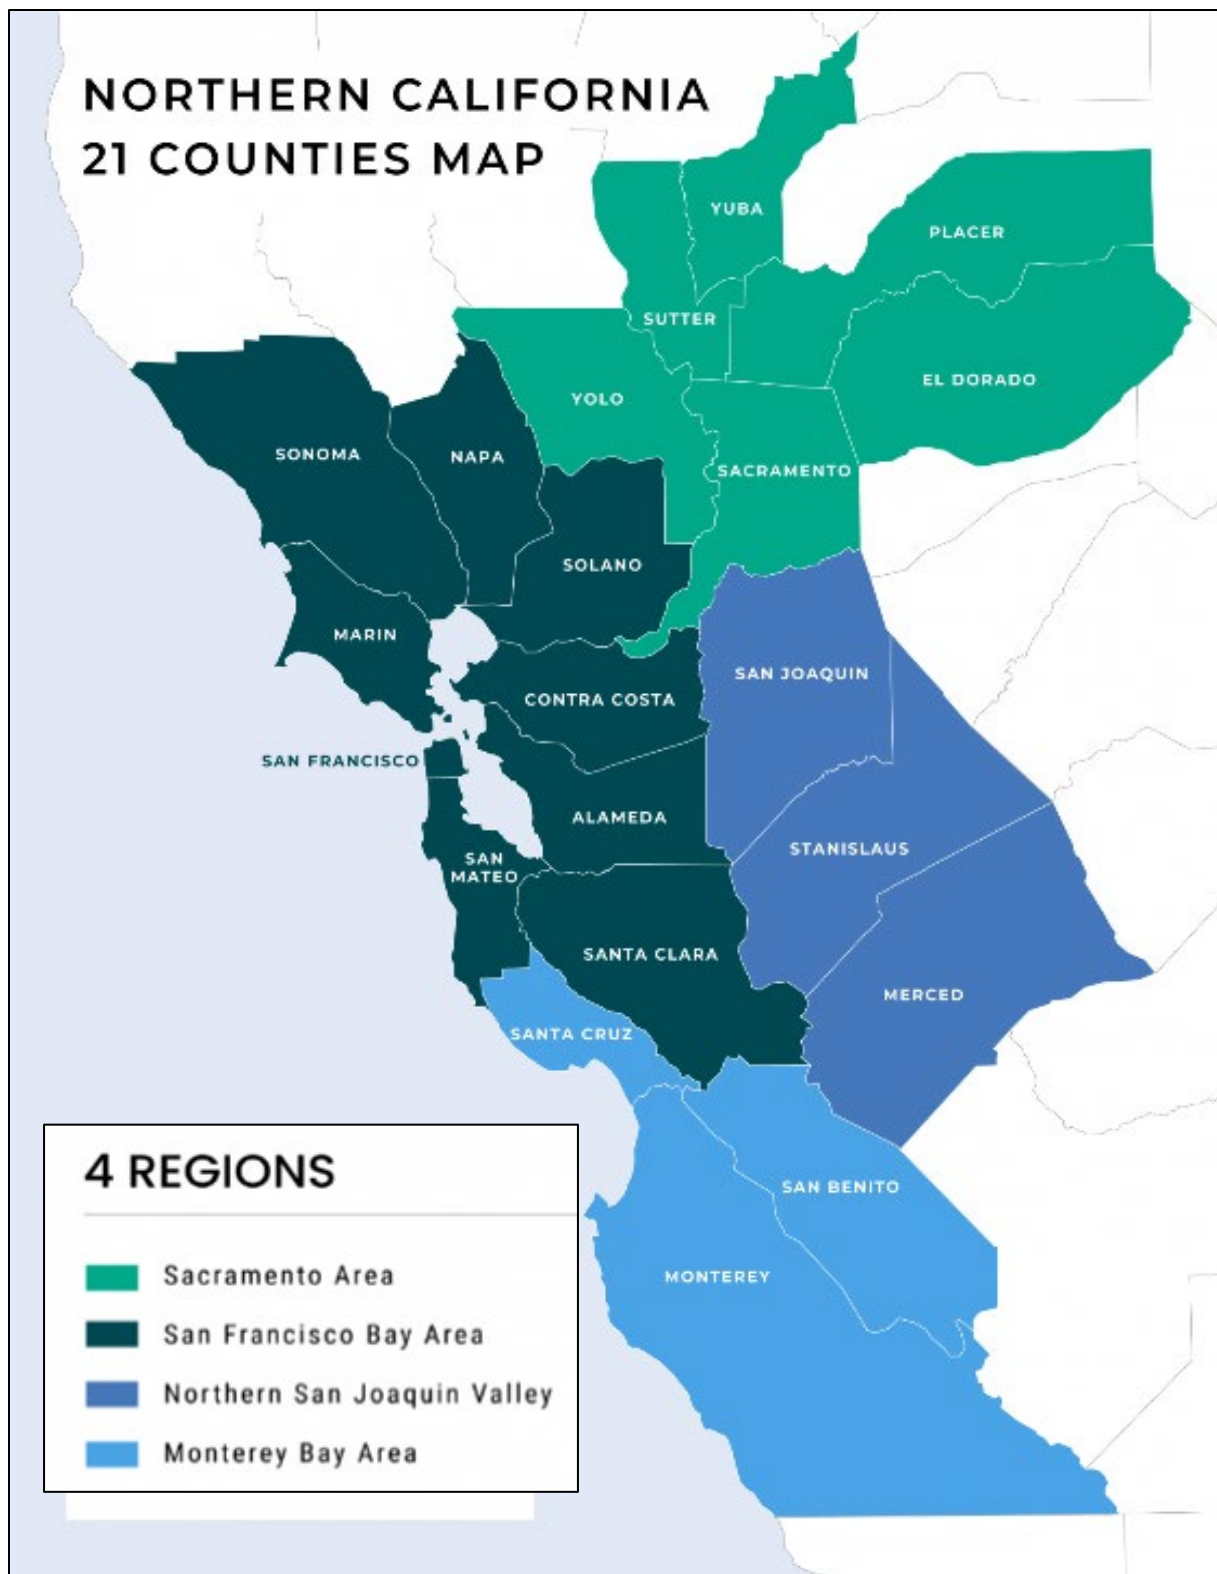 NORTHERN CALIFORNIA
21 COUNTIES MAP
YUBA
PLACER
SUTTER
EL DORADO
YOLO
SONOMA
NAPA
SACRAMENTO
SOLANO
MARIN
SAN JOAQUIN
CONTRA COSTA
SAN FRANCISCO
ALAMEDA
STANISLAUS
SAN
MATEO
SANTA CLARA
MERCED
SANTA CRUZ
SAN BENITO
MONTEREY
4 REGIONS
Sacramento Area
San Francisco Bay Area
Northern San Joaquin Valley
Monterey Bay Area